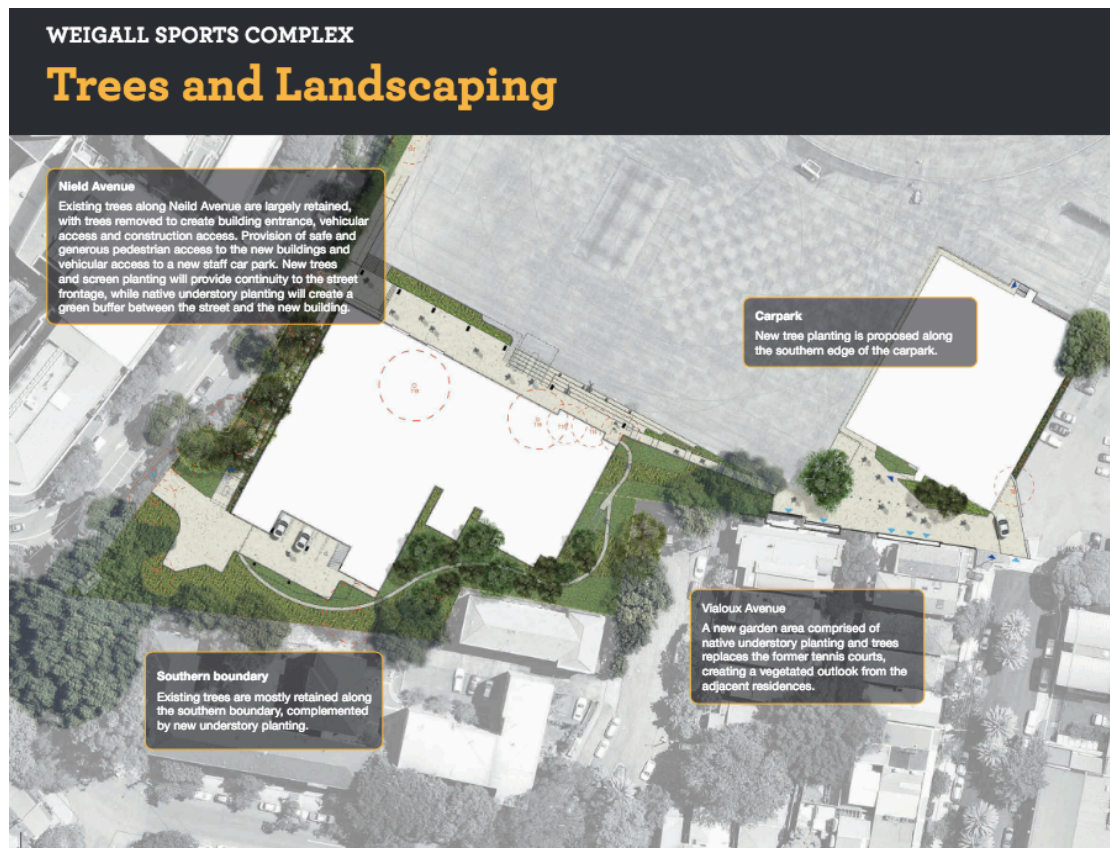 WEIGALL SPORTS COMPLEX
Trees and Landscaping
Nield Avenue
Existing trees along Neild Avenue are largely retained,
with trees removed to create building entrance, vehicular
access and construction access. Provision of safe and
generous pedestrian access to the new buildings and
vehicular access to a new staff car park. New trees
and screen planting will provide continuity to the street
frontage, while native understory planting will create a
green buffer between the street and the new building.
Carpark
New tree planting is proposed along
the southern edge of the carpark.
Vialoux Avenue
A new garden area comprised of
native understory planting and trees
replaces the former tennis courts,
creating a vegetated outlook from the
adjacent residences.
Southern boundary
Existing trees are mostly retained along
the southern boundary, complemented
by new understory planting.